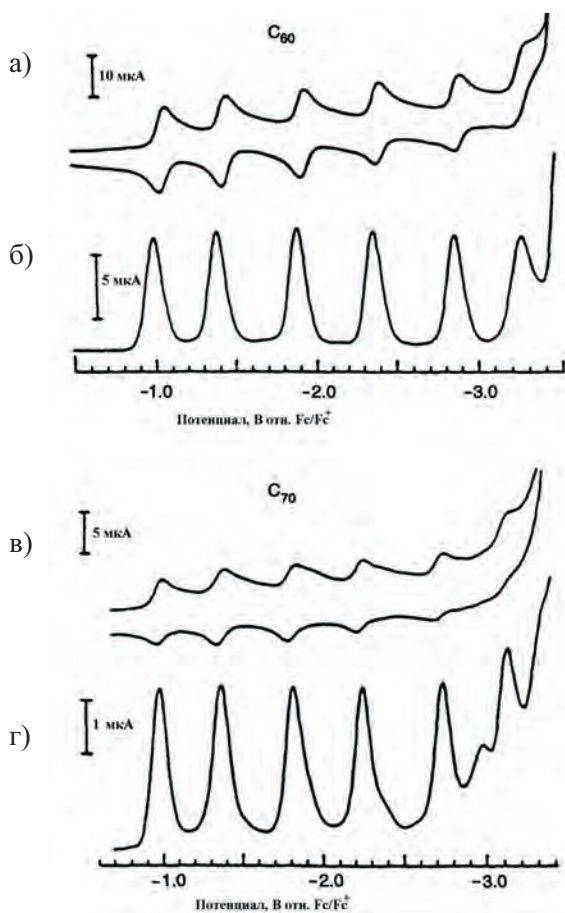 C60
а)
10 мкА
б)
5 мкА
-1.0
-2.0
-3.0
Потенциал, В отн. Fc/Fc+
C70
в)
5 мкА
г)
1 мкА
-1.0
-2.0
-3.0
Потенциал, В отн. Fc/Fc+